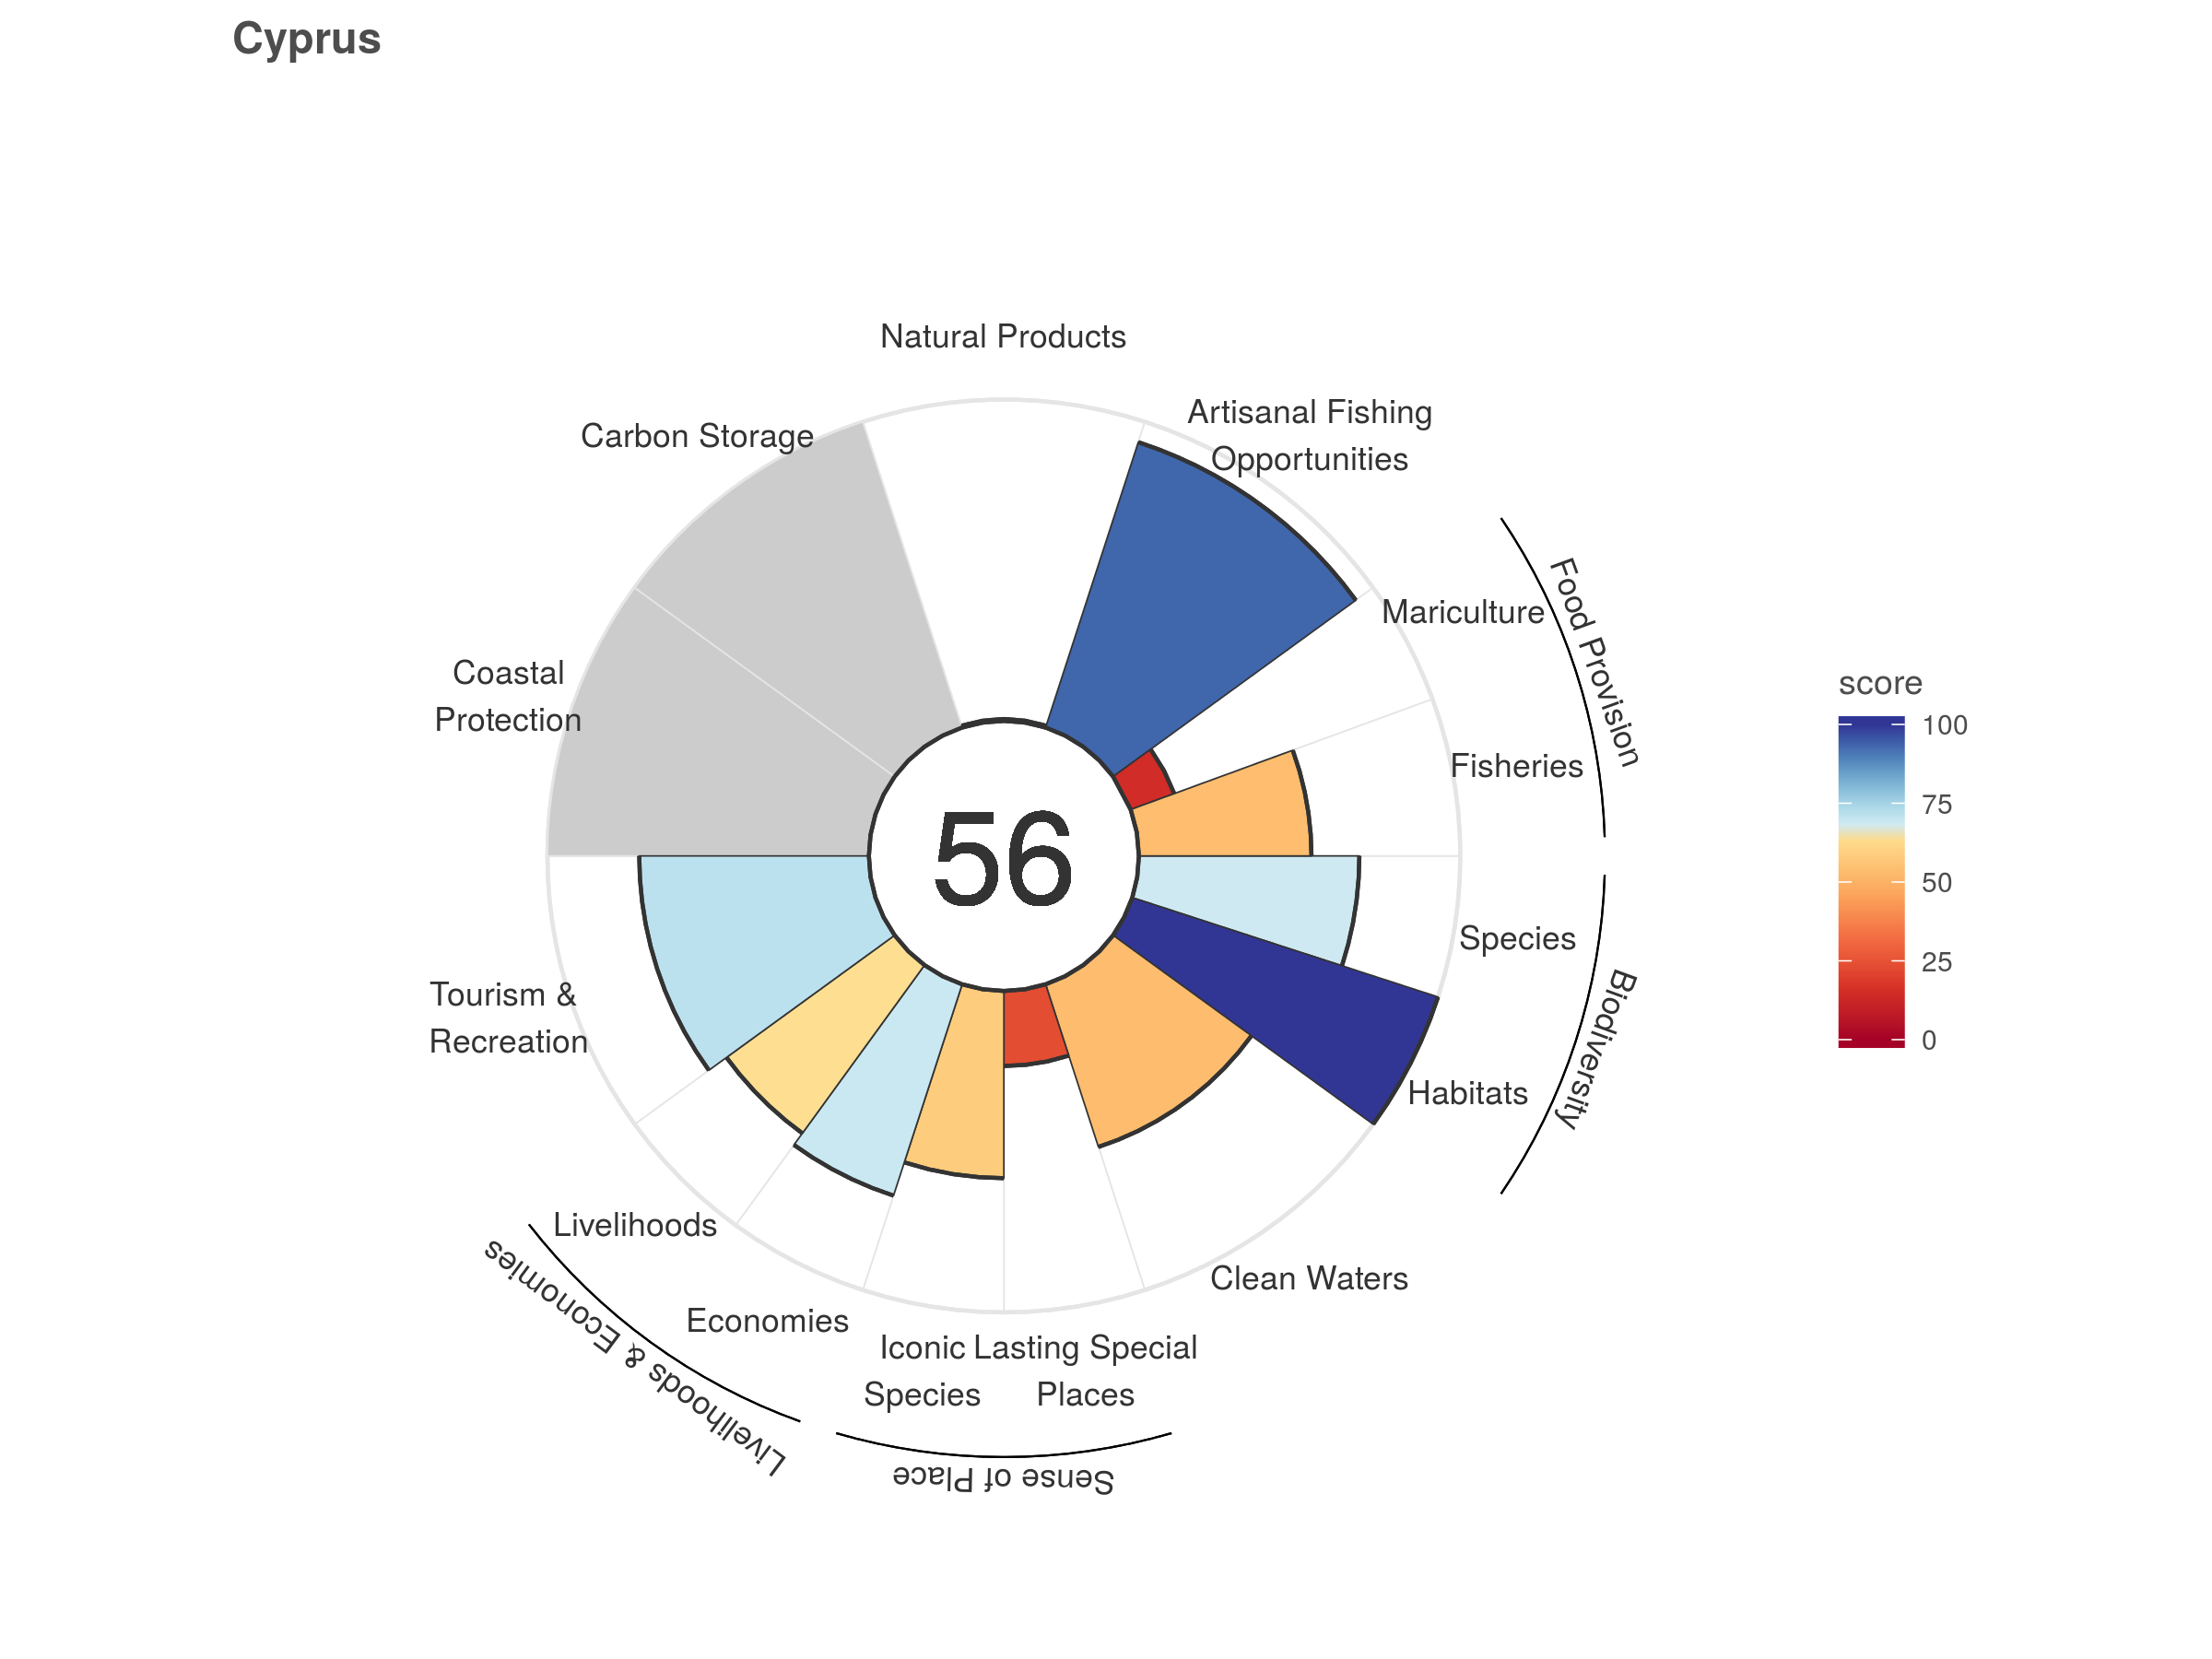 Cyprus
Natural Products
Artisanal Fishing
Opportunities
Carbon Storage
Mariculture
Food Provision
Coastal
Protection
Fisheries
score
100
75
50
25
0
56
Species
Biodiversity
Tourism &
Recreation
Habitats
Livelihoods
Clean Waters
Livelihoods & Economies
Economies
Iconic
Species
Lasting Special
Places
Sense of Place